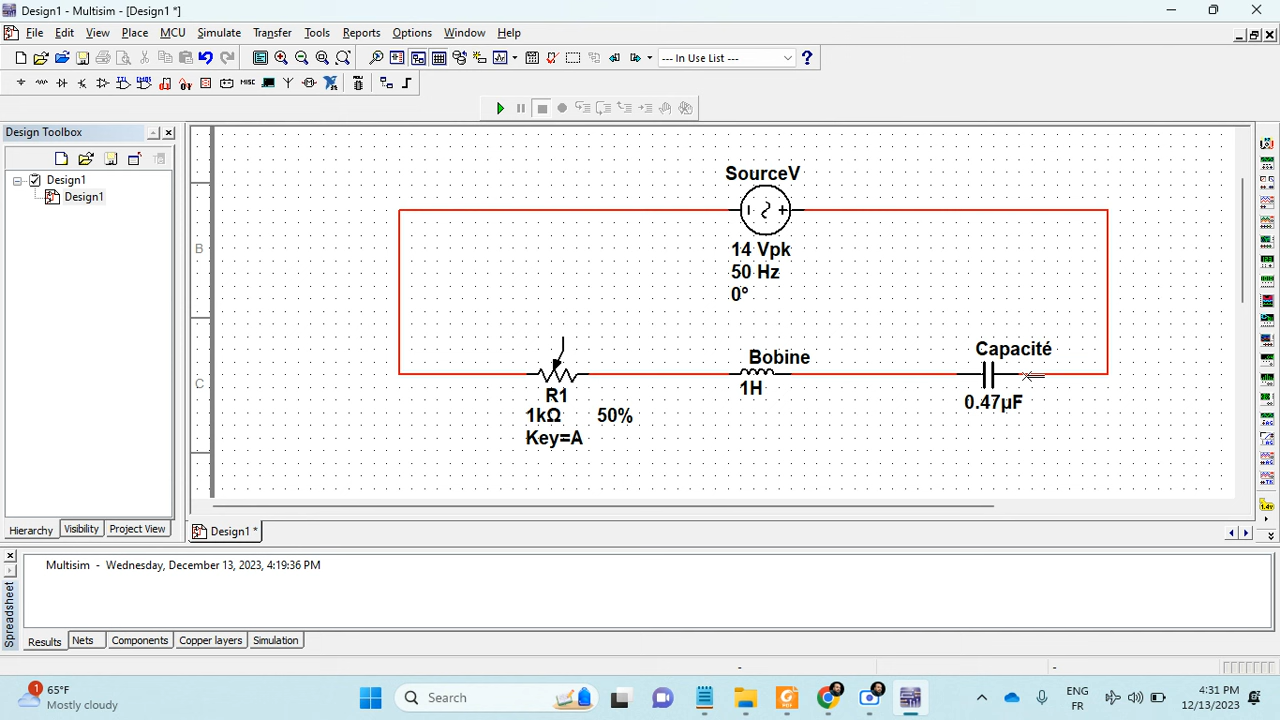 Design1 - Multisim - [Design1 *]
File Edit View Place MCU Simulate Transfer Tools Reports Options Window Help
--- In Use List ---
MISC
Design Toolbox
Design1
Design1
B
C
SourceV
14 Vpk
50 Hz
0°
R1
1kΩ 50%
Key=A
Bobine
1H
Capacité
0.47µF
Hierarchy Visibility Project View
Design1 *
Spreadsheet
Multisim - Wednesday, December 13, 2023, 4:19:36 PM
Results Nets Components Copper layers Simulation
- -
1
65°F
Mostly cloudy
Search
ENG
FR
4:31 PM
12/13/2023